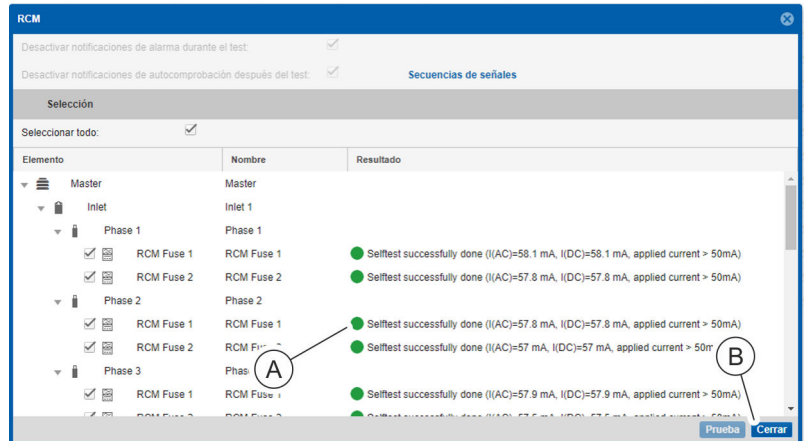 RCM
Desactivar notificaciones de alarma durante el test:
Desactivar notificaciones de autocomprobación después del test: Secuencias de señales
Selección
Seleccionar todo:
Elemento Nombre Resultado
Master Master
Inlet Inlet 1
Phase 1 Phase 1
RCM Fuse 1 RCM Fuse 1 Selftest successfully done (I(AC)=58.1 mA, I(DC)=58.1 mA, applied current > 50mA)
RCM Fuse 2 RCM Fuse 2 Selftest successfully done (I(AC)=57.8 mA, I(DC)=57.8 mA, applied current > 50mA)
Phase 2 Phase 2
RCM Fuse 1 RCM Fuse 1 Selftest successfully done (I(AC)=57.8 mA, I(DC)=57.8 mA, applied current > 50mA)
RCM Fuse 2 RCM Selftest successfully done (I(AC)=57 mA, I(DC)=57 mA, applied current > 50m
A B
Phase 3 Phas
RCM Fuse 1 RCM Fuse 1 Selftest successfully done (I(AC)=57.9 mA, I(DC)=57.9 mA, applied current > 50mA)
Prueba Cerrar